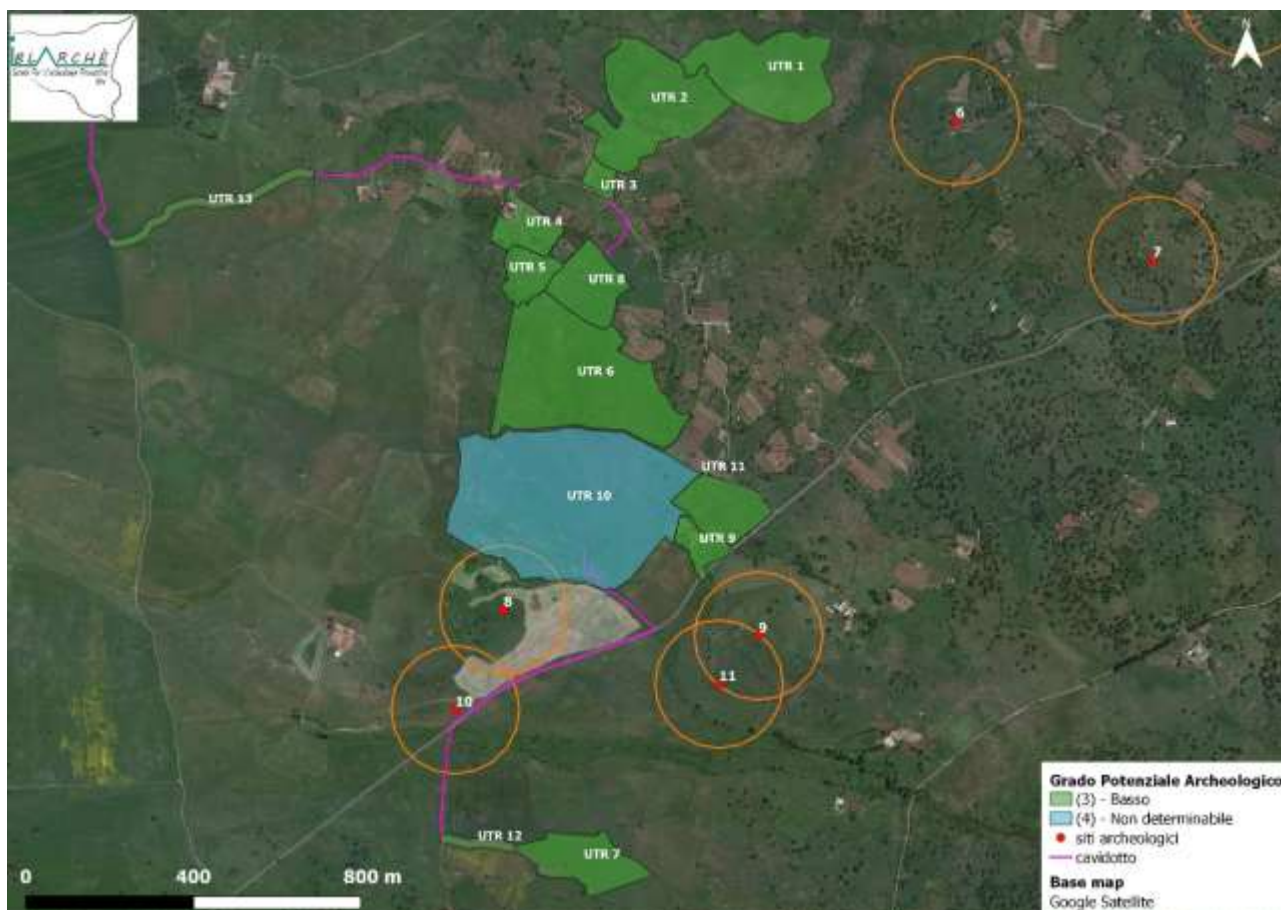 BLARCHÈ
N
UTR 1
UTR 2
6
UTR 3
UTR 13
UTR 4
7
UTR 5
UTR 8
UTR 6
UTR 11
UTR 10
UTR 9
8
9
11
10
UTR 12
UTR 7
0 400 800 m
Grado Potenziale Archeologico
(3) - Basso
(4) - Non determinabile
siti archeologici
cavidotto
Base map
Google Satellite